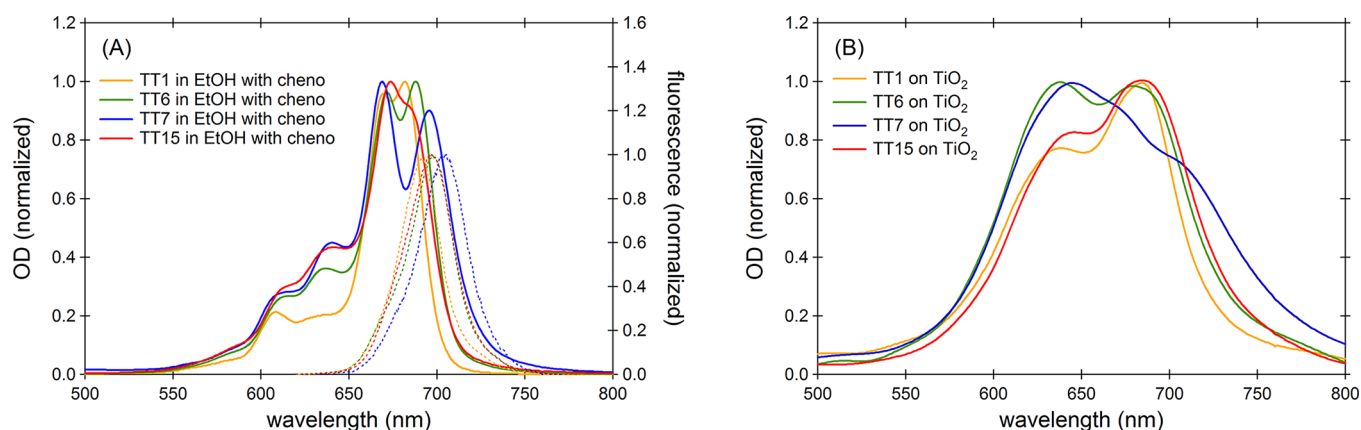 (A)
TT1 in EtOH with cheno
TT6 in EtOH with cheno
TT7 in EtOH with cheno
TT15 in EtOH with cheno
OD (normalized)
1.2
1.0
0.8
0.6
0.4
0.2
0.0
fluorescence (normalized)
1.6
1.4
1.2
1.0
0.8
0.6
0.4
0.2
0.0
500 550 600 650 700 750 800
wavelength (nm)
(B)
TT1 on TiO₂
TT6 on TiO₂
TT7 on TiO₂
TT15 on TiO₂
OD (normalized)
1.2
1.0
0.8
0.6
0.4
0.2
0.0
500 550 600 650 700 750 800
wavelength (nm)